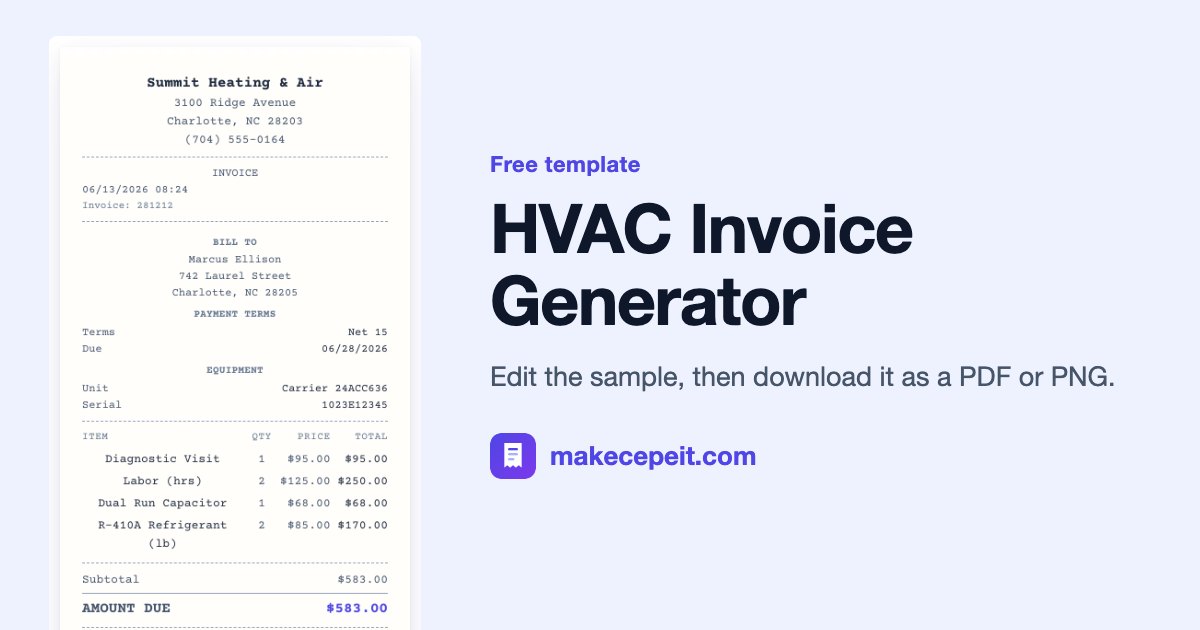 Summit Heating & Air
3100 Ridge Avenue
Charlotte, NC 28203
(704) 555-0164
INVOICE
06/13/2026 08:24
Invoice: 281212
BILL TO
Marcus Ellison
742 Laurel Street
Charlotte, NC 28205
PAYMENT TERMS
Terms Net 15
Due 06/28/2026
EQUIPMENT
Unit Carrier 24ACC636
Serial 1023E12345
ITEM QTY PRICE TOTAL
Diagnostic Visit 1 $95.00 $95.00
Labor (hrs) 2 $125.00 $250.00
Dual Run Capacitor 1 $68.00 $68.00
R-410A Refrigerant 2 $85.00 $170.00
(lb)
Subtotal $583.00
AMOUNT DUE $583.00
Free template
HVAC Invoice
Generator
Edit the sample, then download it as a PDF or PNG.
makecepeit.com